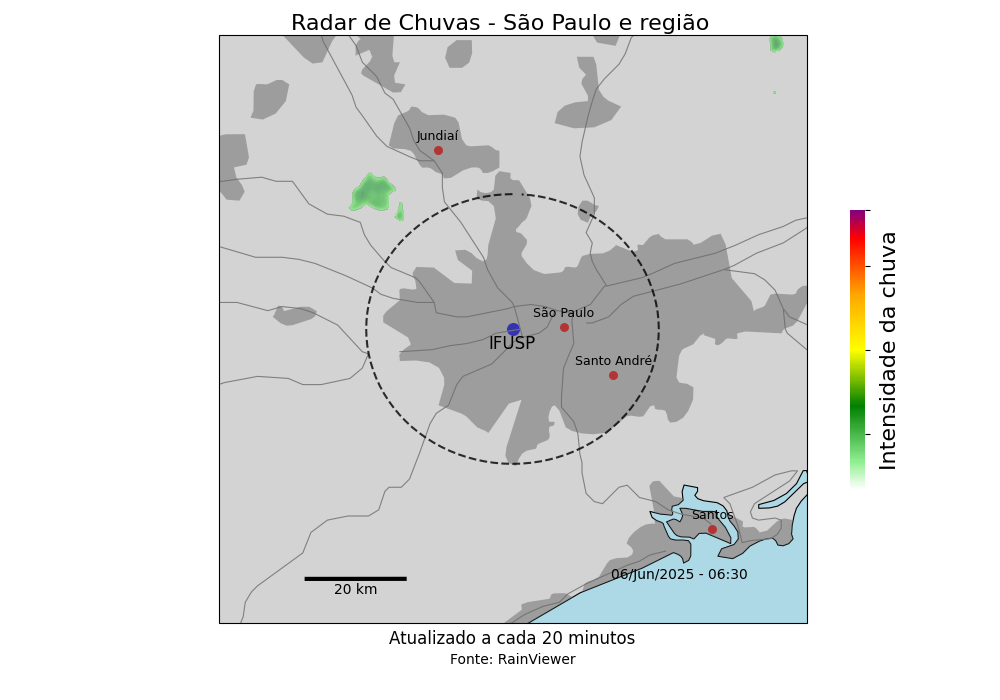 Radar de Chuvas - São Paulo e região
Jundiaí
São Paulo
IFUSP
Santo André
Santos
06/Jun/2025 - 06:30
20 km
Intensidade da chuva
Atualizado a cada 20 minutos
Fonte: RainViewer